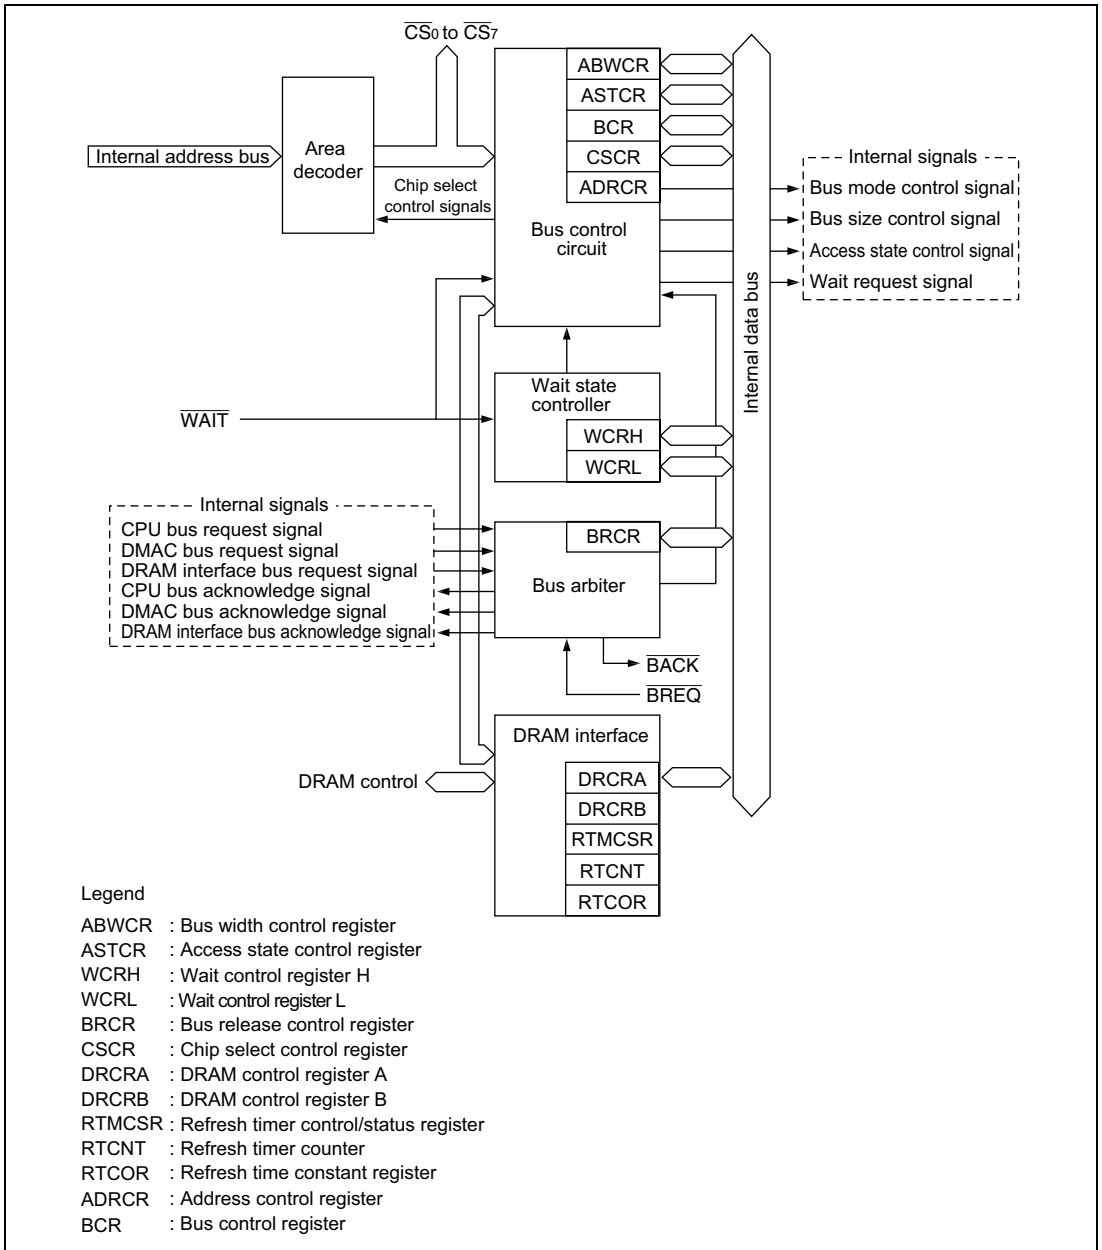 CS0 to CS7
ABWCR
ASTCR
BCR
CSCR
ADRCR
Internal address bus
Area
decoder
Chip select
control signals
Bus control
circuit
Internal signals
Bus mode control signal
Bus size control signal
Access state control signal
Wait request signal
Internal data bus
WAIT
Wait state
controller
WCRH
WCRL
Internal signals
CPU bus request signal
DMAC bus request signal
DRAM interface bus request signal
CPU bus acknowledge signal
DMAC bus acknowledge signal
DRAM interface bus acknowledge signal
BRCR
Bus arbiter
BACK
BREQ
DRAM interface
DRAM control
DRCRA
DRCRB
RTMCSR
RTCNT
RTCOR
Legend
ABWCR : Bus width control register
ASTCR : Access state control register
WCRH : Wait control register H
WCRL : Wait control register L
BRCR : Bus release control register
CSCR : Chip select control register
DRCRA : DRAM control register A
DRCRB : DRAM control register B
RTMCSR : Refresh timer control/status register
RTCNT : Refresh timer counter
RTCOR : Refresh time constant register
ADRCR : Address control register
BCR : Bus control register